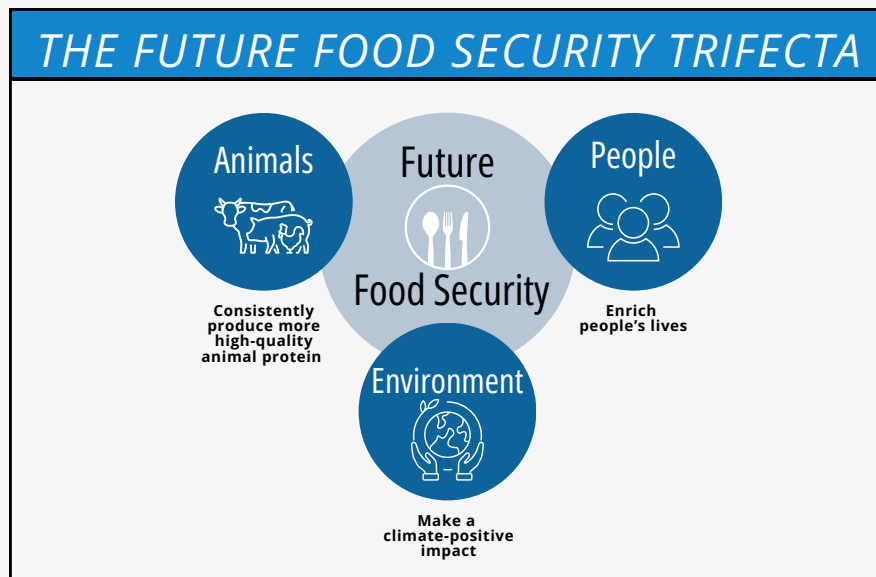 THE FUTURE FOOD SECURITY TRIFECTA
Animals
Consistently
produce more
high-quality
animal protein
Future
Food Security
People
Enrich
people's lives
Environment
Make a
climate-positive
impact